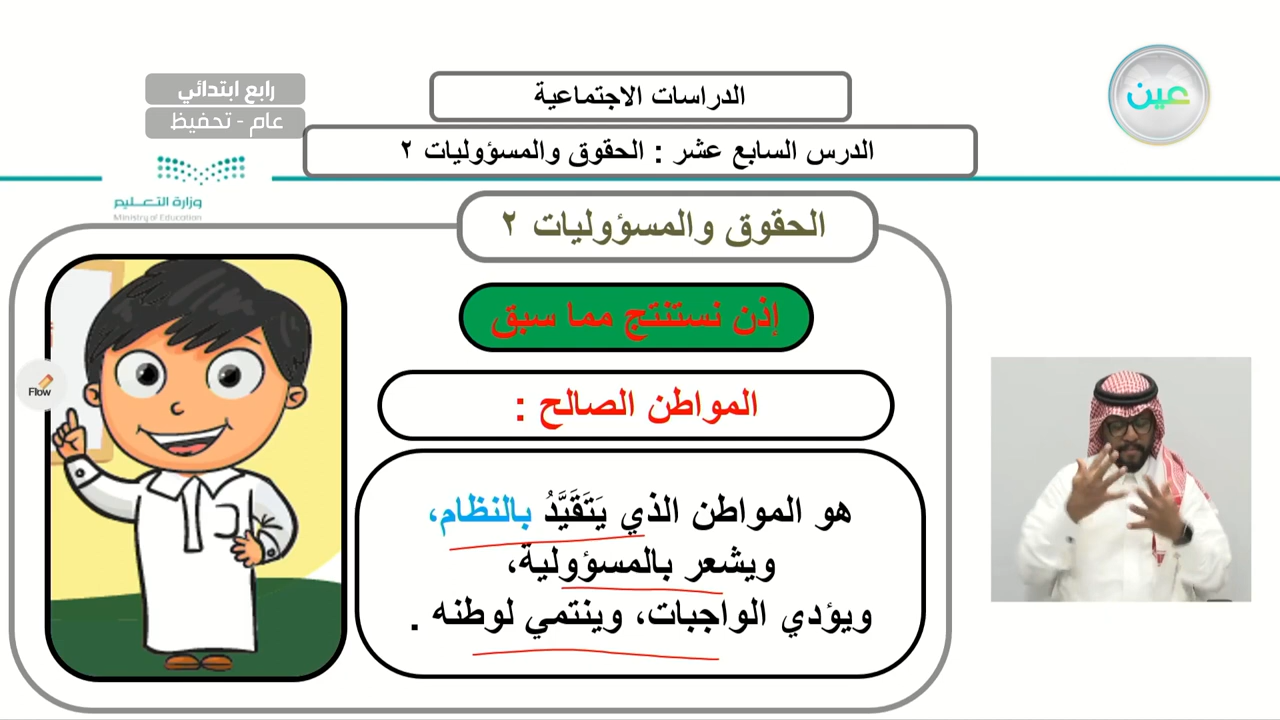 عين
الدراسات الاجتماعية
رابع ابتدائي
عام - تحفيظ
الدرس السابع عشر : الحقوق والمسؤوليات ٢
وزارة التعـــليم
Ministry of Education
الحقوق والمسؤوليات ٢
إذن نستنتج مما سبق
المواطن الصالح :
Flow
هو المواطن الذي يَتَقَيَّدُ بالنظام،
ويشعر بالمسؤولية،
ويؤدي الواجبات، وينتمي لوطنه .